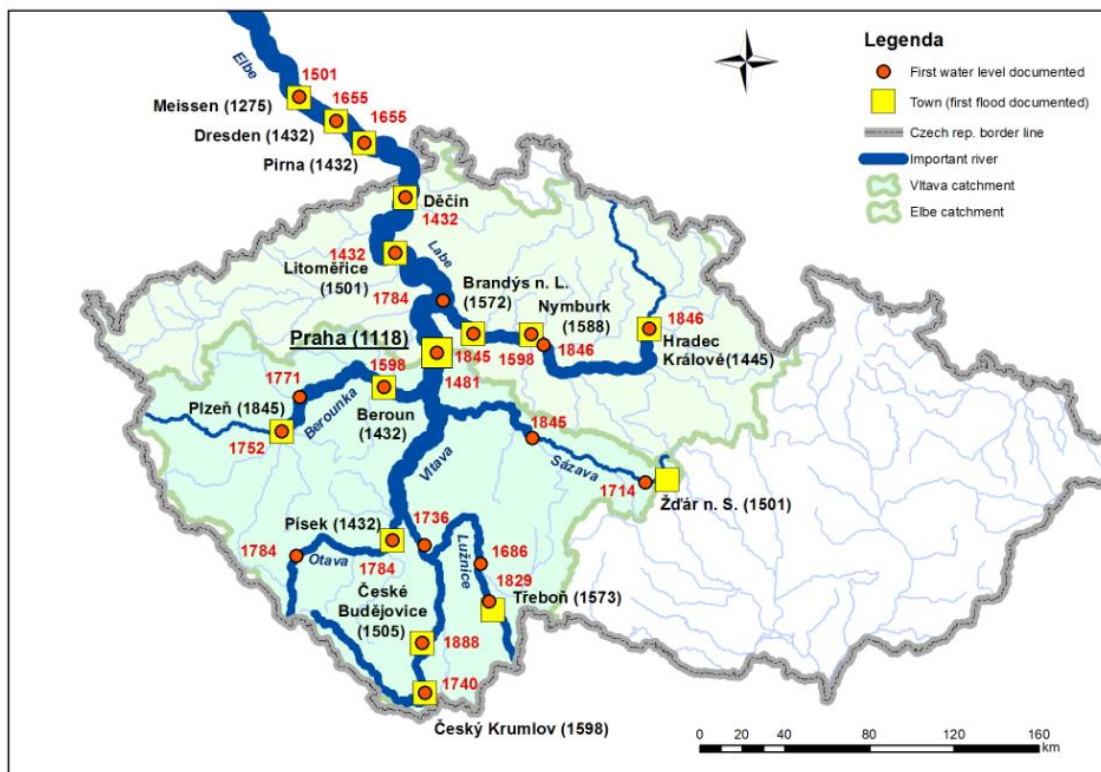 Legenda
First water level documented
Town (first flood documented)
Czech rep. border line
Important river
Vltava catchment
Elbe catchment
Elbe
1501
Meissen (1275)
1655
Dresden (1432)
1655
Pirna (1432)
Děčín
1432
1432
Litoměřice
(1501)
Labe
1784
Brandýs n. L.
(1572)
Nymburk
(1588)
1846
Hradec
Králové(1445)
Praha (1118)
1845
1598
1846
1481
1598
1771
Beroun
(1432)
Plzeň (1845)
Berounka
1752
1845
Vltava
Sázava
1714
Žďár n. S. (1501)
Písek (1432)
1736
1784
Otava
1784
Lužnice
1686
1829
Třeboň (1573)
České
Budějovice
(1505)
1888
1740
Český Krumlov (1598)
0 10 20 40 80 120 160
km